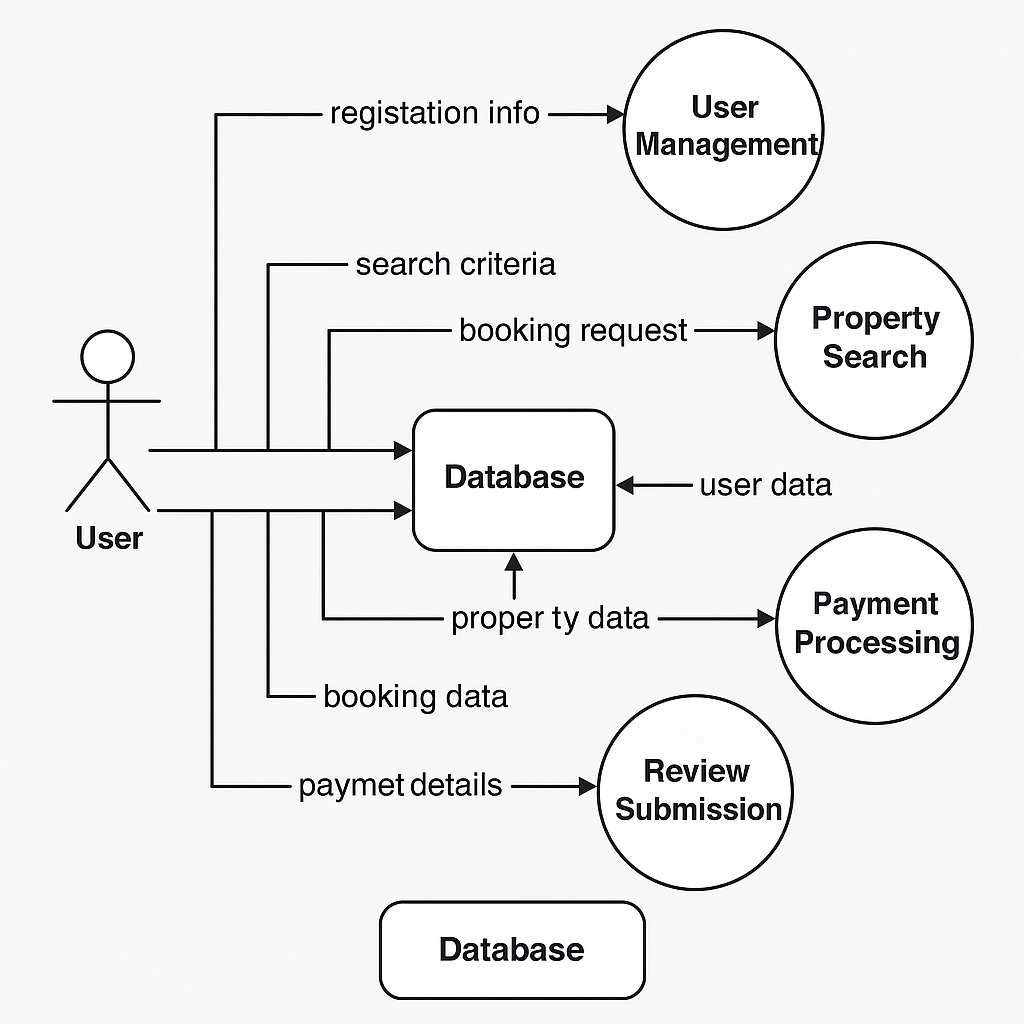 registation info
User
Management
search criteria
booking request
Property
Search
Database
user data
User
proper ty data
Payment
Processing
booking data
paymet details
Review
Submission
Database